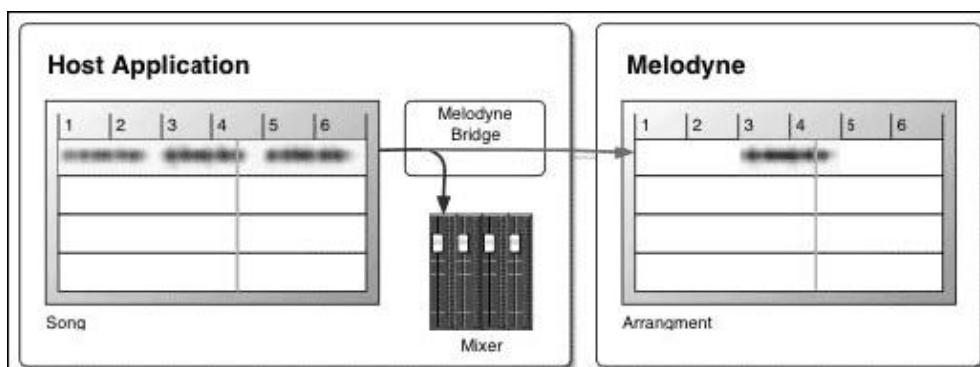 Host Application
1 2 3 4 5 6
Melodyne
Bridge
Song
Mixer
Melodyne
1 2 3 4 5 6
Arrangment